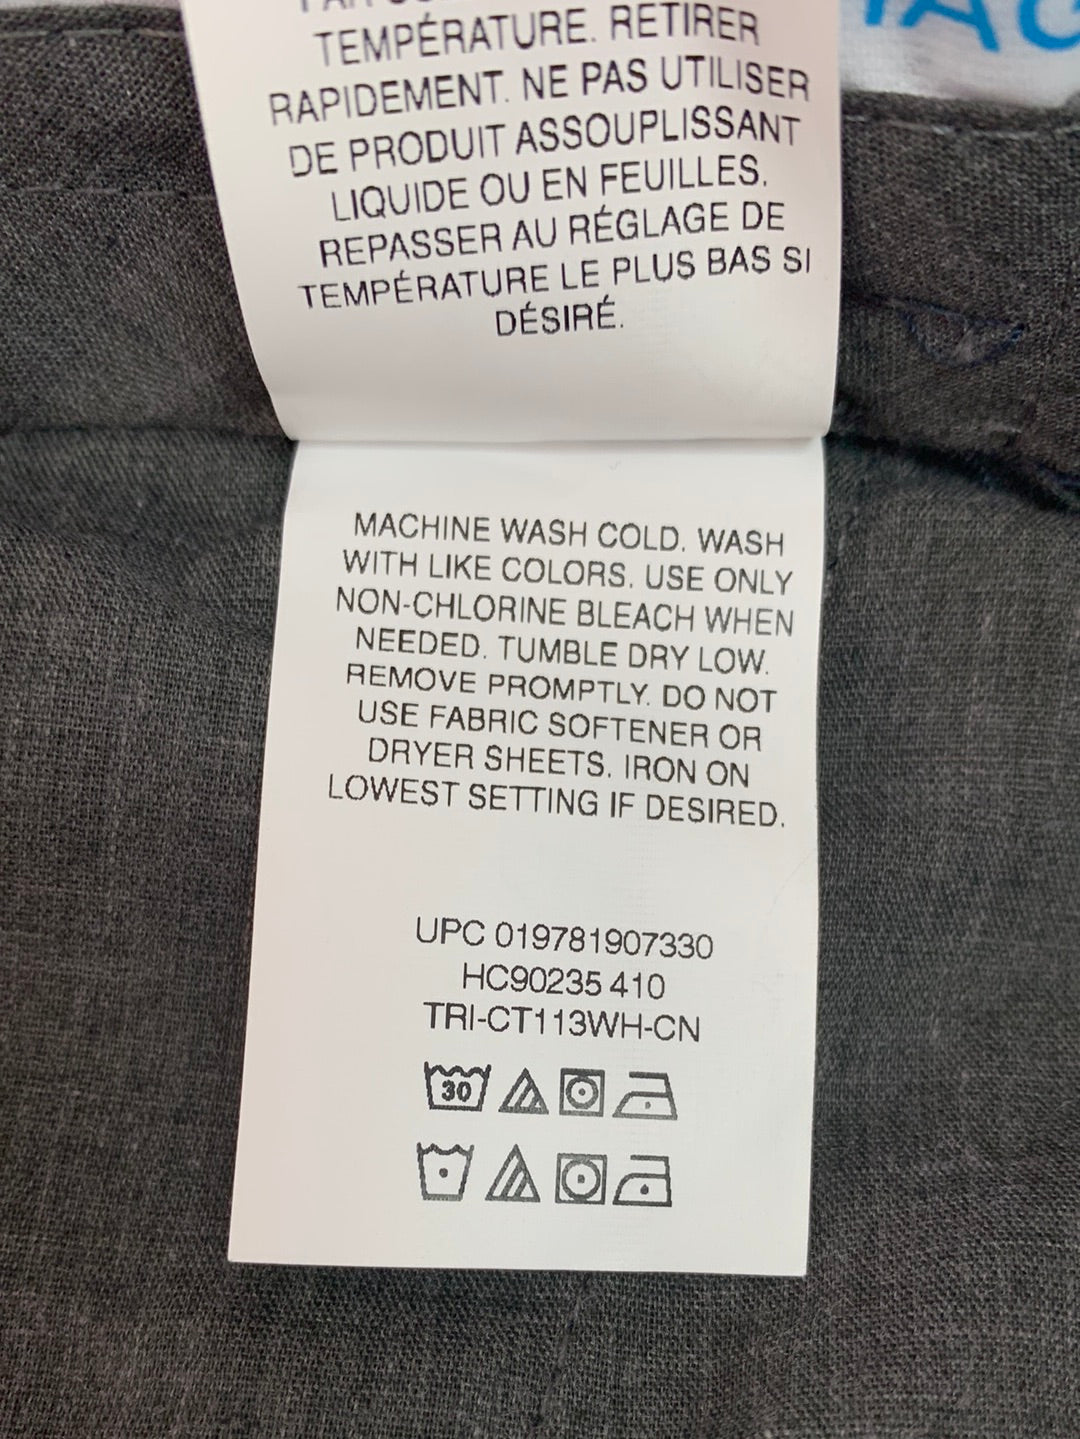 TEMPÉRATURE. RETIRER
RAPIDEMENT. NE PAS UTILISER
DE PRODUIT ASSOUPLISSANT
LIQUIDE OU EN FEUILLES.
REPASSER AU RÉGLAGE DE
TEMPÉRATURE LE PLUS BAS SI
DÉSIRÉ.
MACHINE WASH COLD. WASH
WITH LIKE COLORS. USE ONLY
NON-CHLORINE BLEACH WHEN
NEEDED. TUMBLE DRY LOW.
REMOVE PROMPTLY. DO NOT
USE FABRIC SOFTENER OR
DRYER SHEETS. IRON ON
LOWEST SETTING IF DESIRED.
UPC 019781907330
HC90235 410
TRI-CT113WH-CN
30